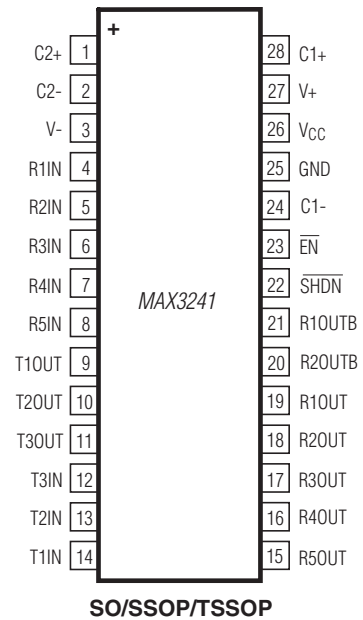 +
C2+ 1 28 C1+
C2- 2 27 V+
V- 3 26 VCC
R1IN 4 25 GND
R2IN 5 24 C1-
R3IN 6 23 EN
R4IN 7 22 SHDN
MAX3241
R5IN 8 21 R1OUTB
T1OUT 9 20 R2OUTB
T2OUT 10 19 R1OUT
T3OUT 11 18 R2OUT
T3IN 12 17 R3OUT
T2IN 13 16 R4OUT
T1IN 14 15 R5OUT
SO/SSOP/TSSOP